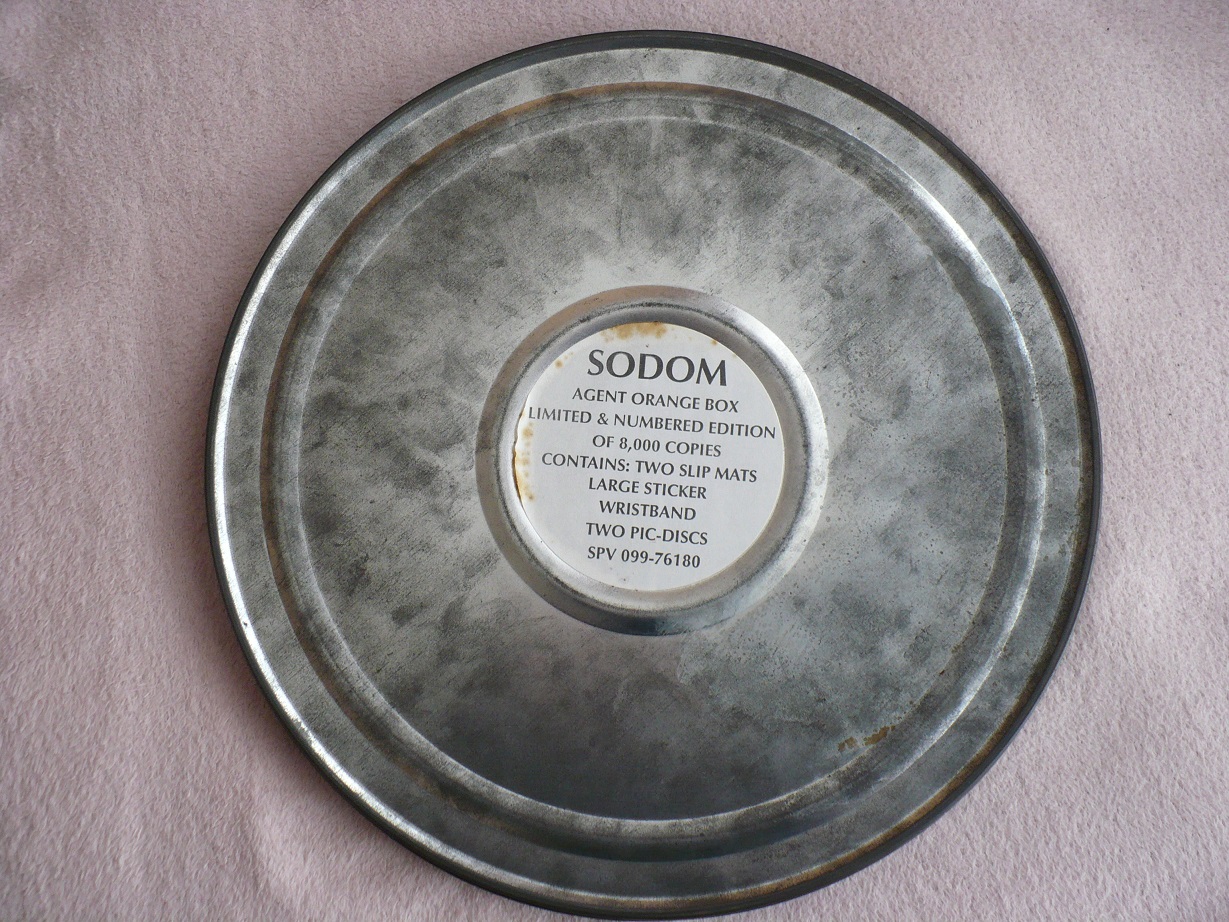 SODOM
AGENT ORANGE BOX
LIMITED & NUMBERED EDITION
OF 8,000 COPIES
CONTAINS: TWO SLIP MATS
LARGE STICKER
WRISTBAND
TWO PIC-DISCS
SPV 099-76180